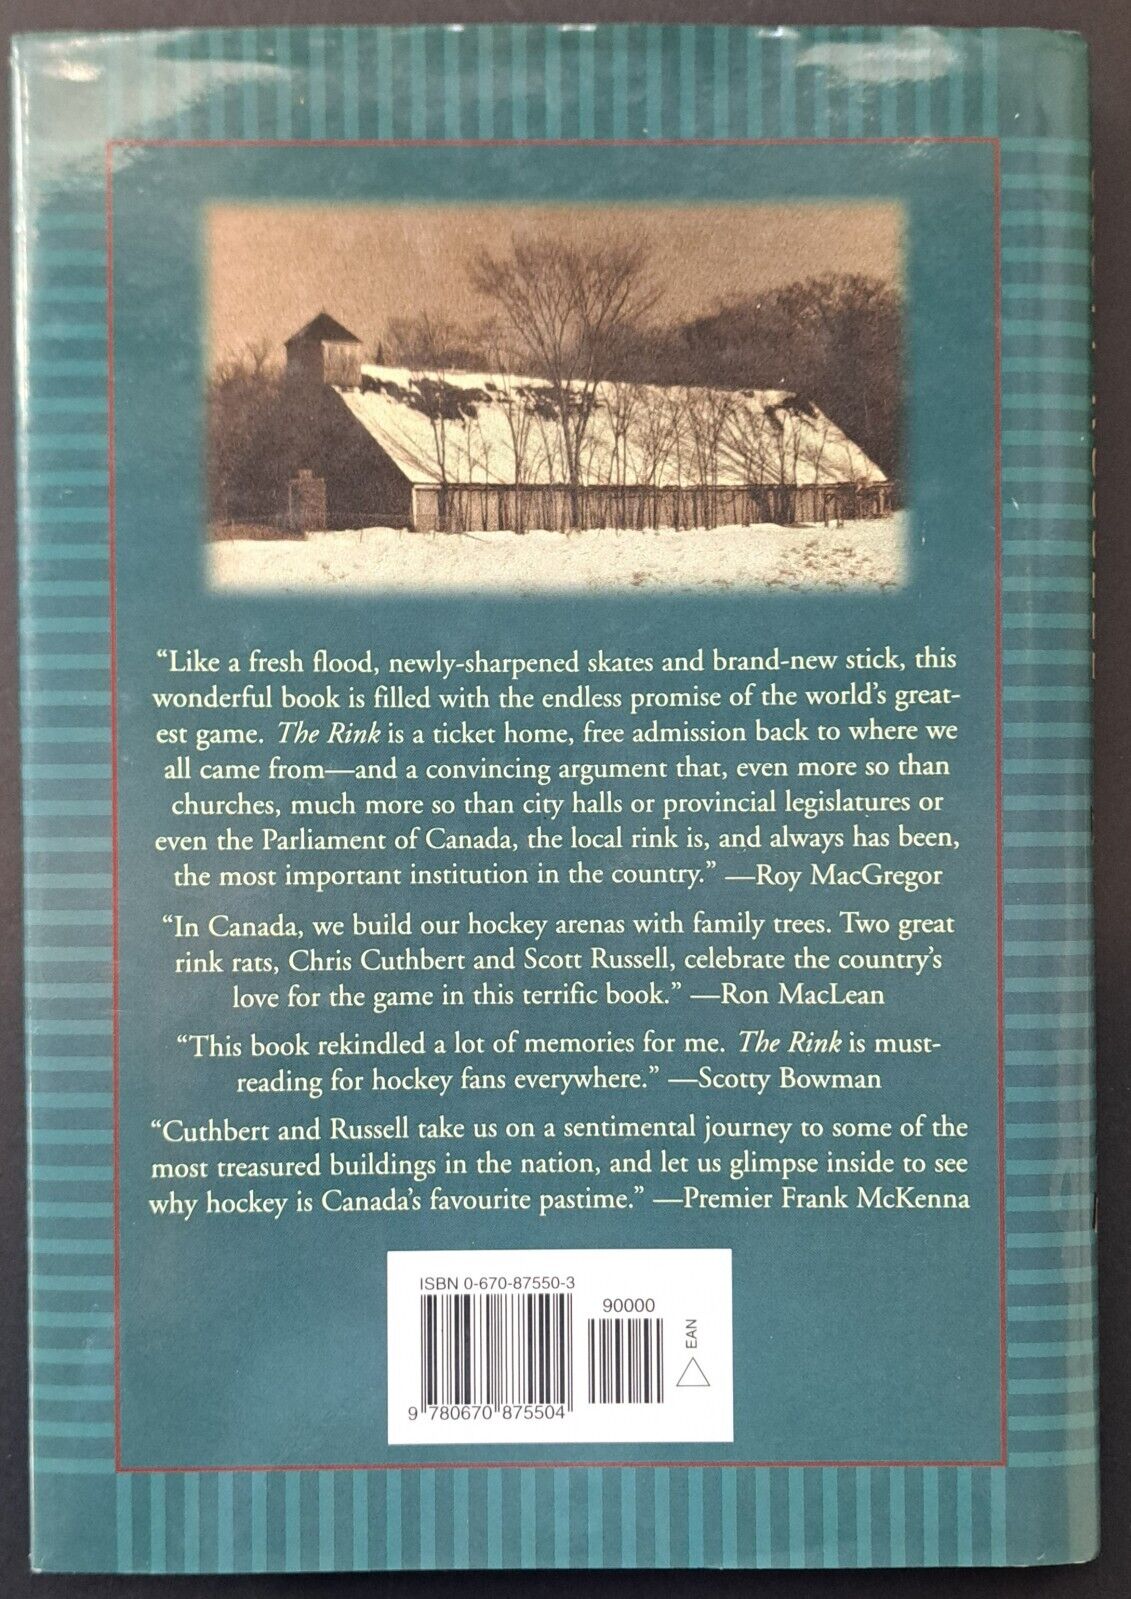 “Like a fresh flood, newly-sharpened skates and brand-new stick, this
wonderful book is filled with the endless promise of the world’s great-
est game. The Rink is a ticket home, free admission back to where we
all came from—and a convincing argument that, even more so than
churches, much more so than city halls or provincial legislatures or
even the Parliament of Canada, the local rink is, and always has been,
the most important institution in the country.” —Roy MacGregor
“In Canada, we build our hockey arenas with family trees. Two great
rink rats, Chris Cuthbert and Scott Russell, celebrate the country’s
love for the game in this terrific book.” —Ron MacLean
“This book rekindled a lot of memories for me. The Rink is must-
reading for hockey fans everywhere.” —Scotty Bowman
“Cuthbert and Russell take us on a sentimental journey to some of the
most treasured buildings in the nation, and let us glimpse inside to see
why hockey is Canada’s favourite pastime.” —Premier Frank McKenna
ISBN 0-670-87550-3
90000
EAN
9 780670 875504